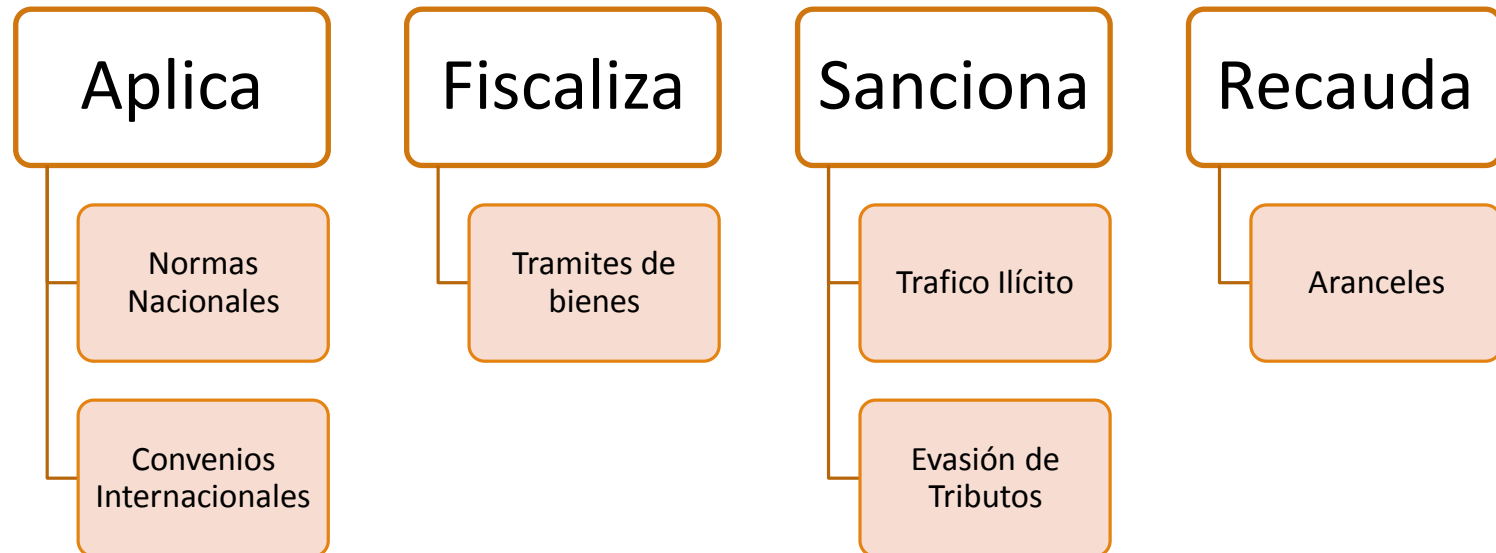 Aplica
Normas
Nacionales
Convenios
Internacionales
Fiscaliza
Tramites de
bienes
Sanciona
Trafico Ilícito
Evasión de
Tributos
Recauda
Aranceles